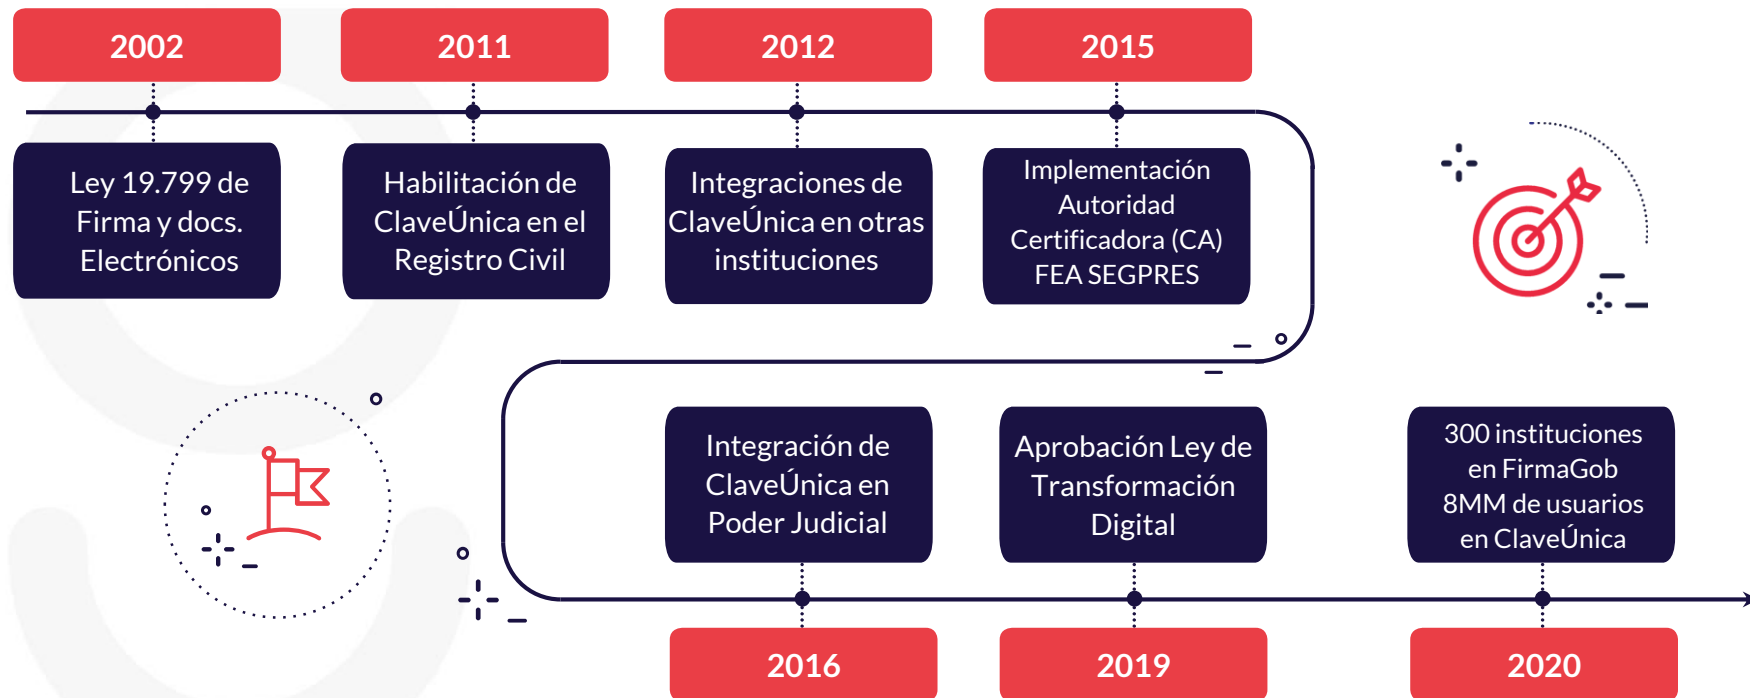 2002
2011
2012
2015
Ley 19.799 de
Firma y docs.
Electrónicos
Habilitación de
ClaveÚnica en el
Registro Civil
Integraciones de
ClaveÚnica en otras
instituciones
Implementación
Autoridad
Certificadora (CA)
FEA SEGPRES
Integración de
ClaveÚnica en
Poder Judicial
Aprobación Ley de
Transformación
Digital
300 instituciones
en FirmaGob
8MM de usuarios
en ClaveÚnica
2016
2019
2020